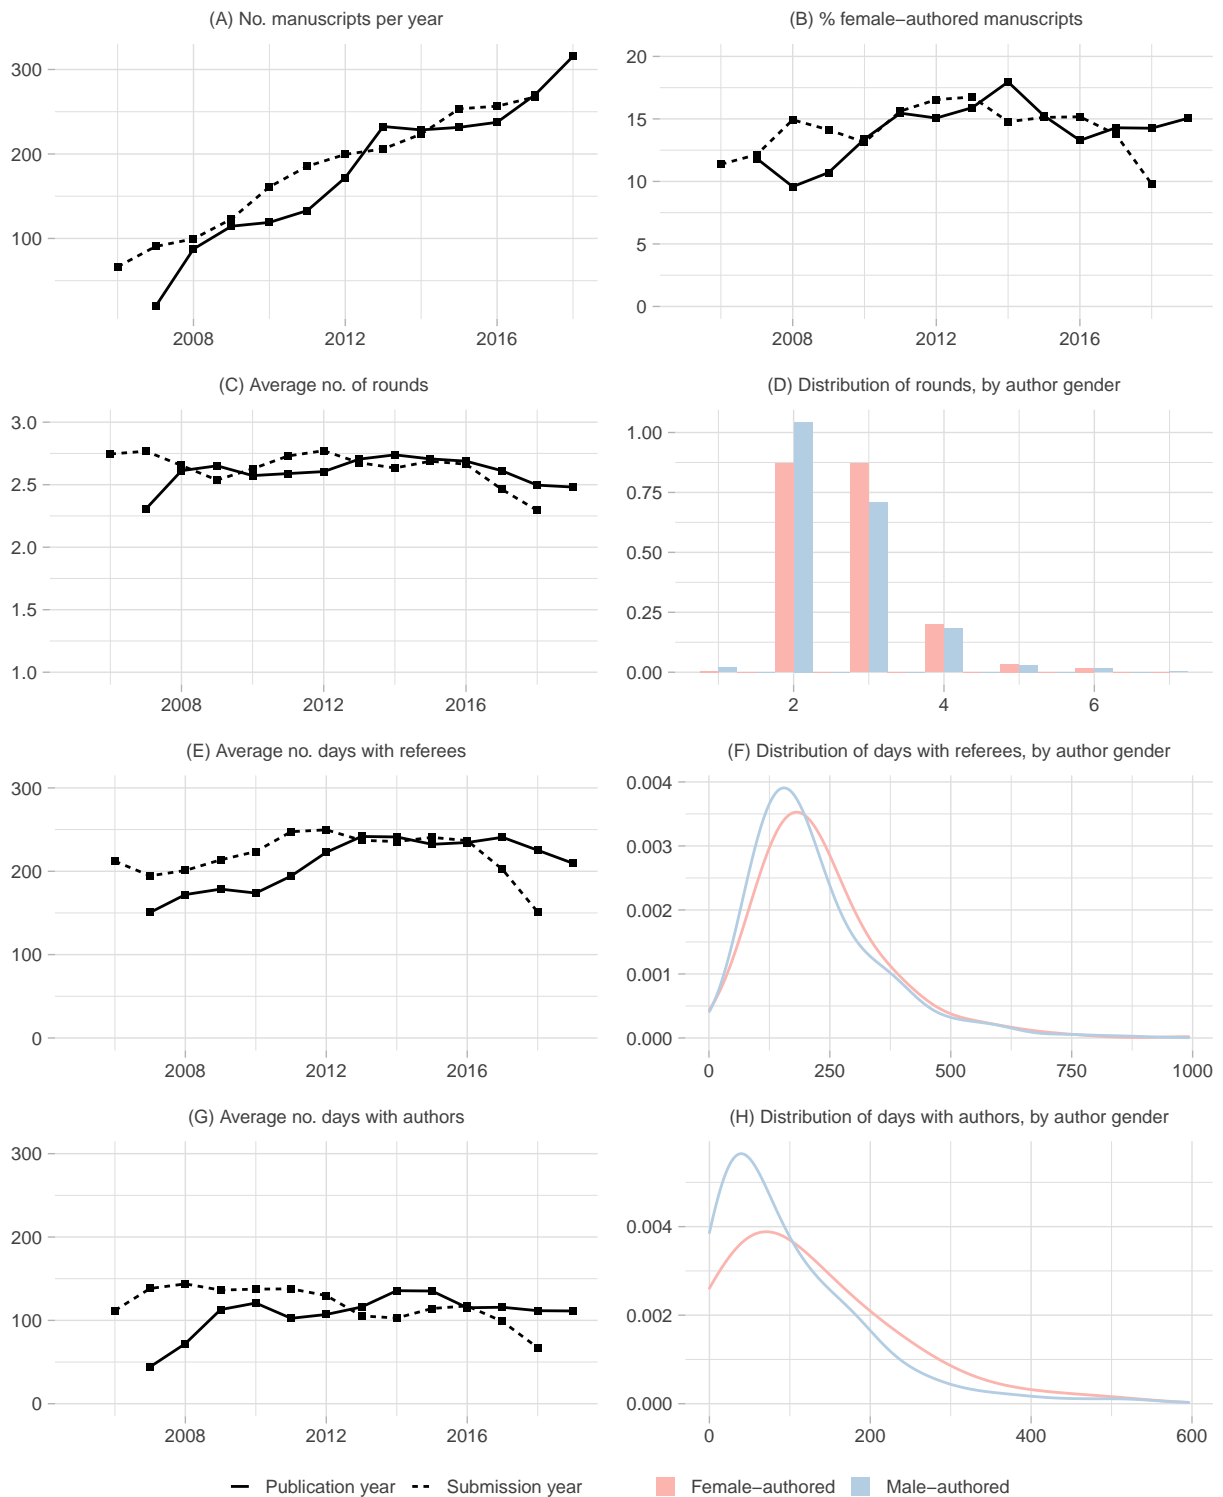 (A) No. manuscripts per year
300
200
100
2008 2012 2016
(B) % female−authored manuscripts
20
15
10
5
0
2008 2012 2016
(C) Average no. of rounds
3.0
2.5
2.0
1.5
1.0
2008 2012 2016
(D) Distribution of rounds, by author gender
1.00
0.75
0.50
0.25
0.00
2 4 6
(E) Average no. days with referees
300
200
100
0
2008 2012 2016
(F) Distribution of days with referees, by author gender
0.004
0.003
0.002
0.001
0.000
0 250 500 750 1000
(G) Average no. days with authors
300
200
100
0
2008 2012 2016
(H) Distribution of days with authors, by author gender
0.004
0.002
0.000
0 200 400 600
Publication year Submission year Female−authored Male−authored